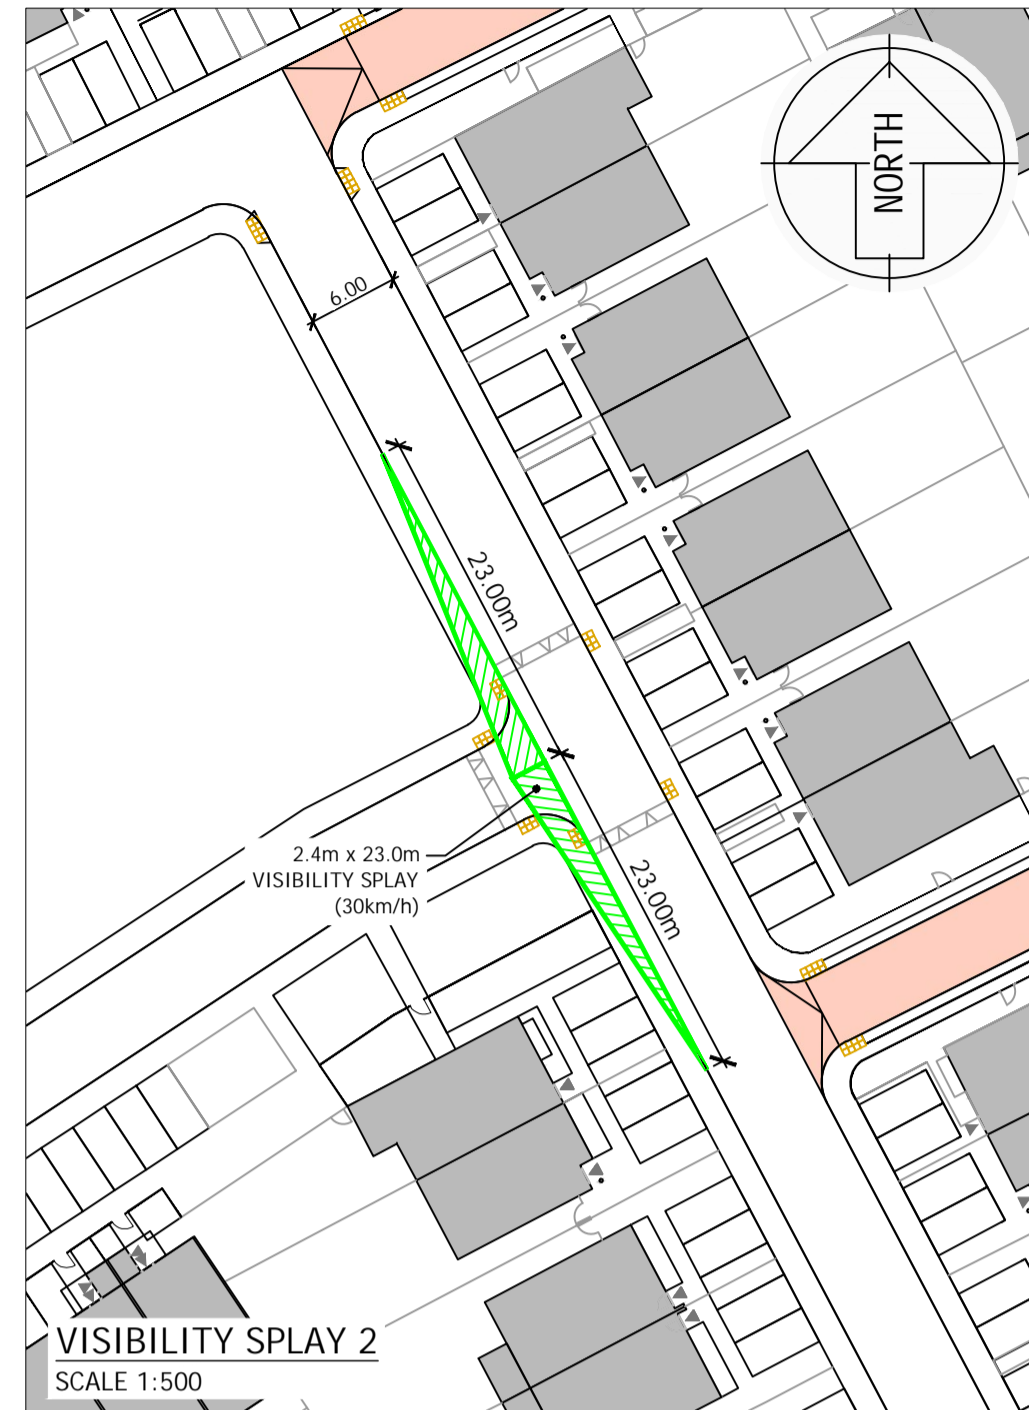 NORTH
6.00
23.00m
2.4m x 23.0m
VISIBILITY SPLAY
(30km/h)
23.00m
VISIBILITY SPLAY 2
SCALE 1:500